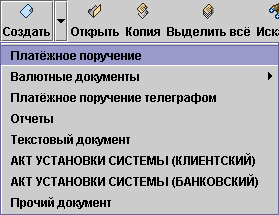 Создать Открыть Копия Выделить всё Иска
Платёжное поручение
Валютные документы
Платёжное поручение телеграфом
Отчеты
Текстовый документ
АКТ УСТАНОВКИ СИСТЕМЫ (КЛИЕНТСКИЙ)
АКТ УСТАНОВКИ СИСТЕМЫ (БАНКОВСКИЙ)
Прочий документ